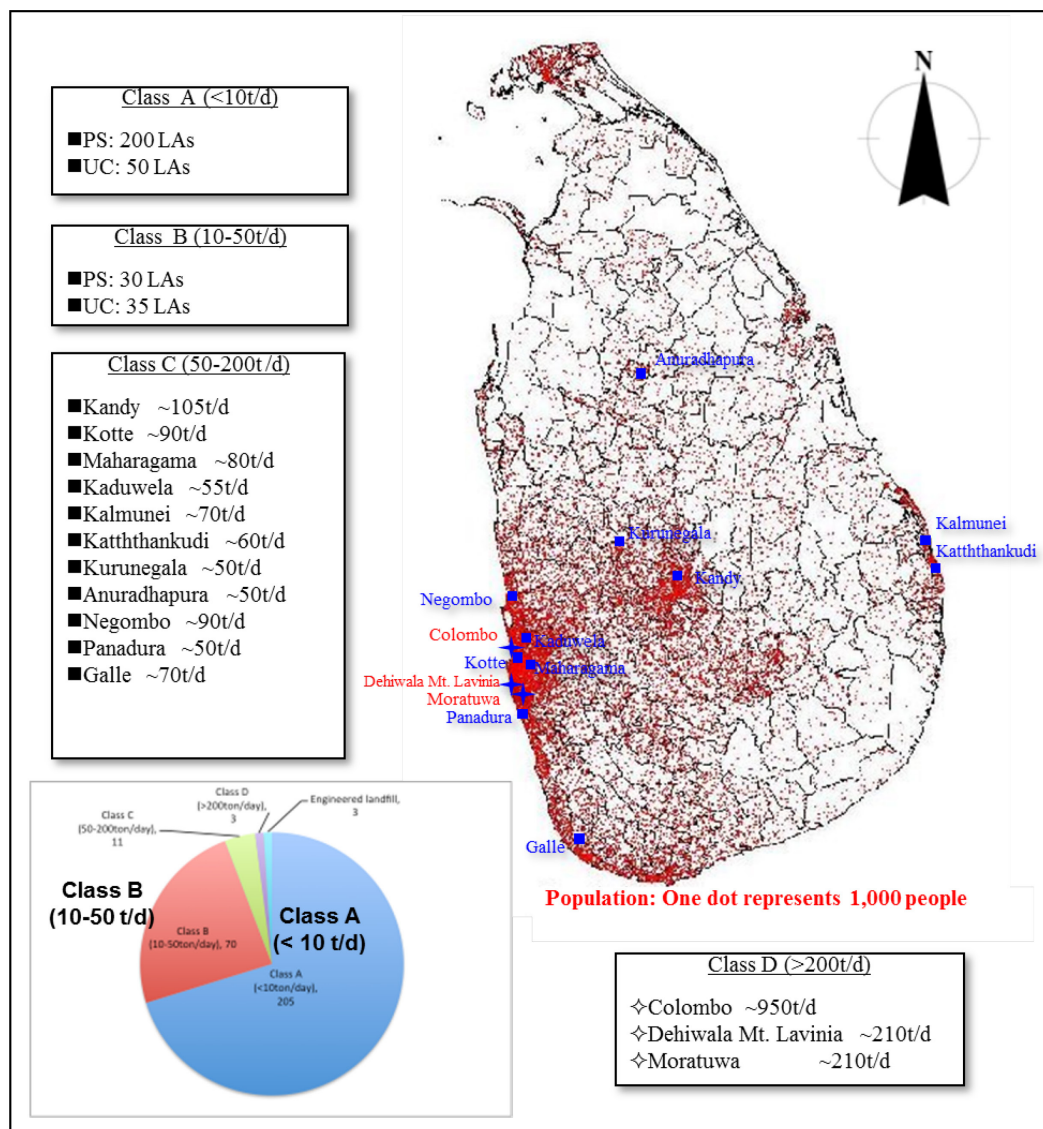 Class A (<10t/d)
■PS: 200 LAs
■UC: 50 LAs
Class B (10-50t/d)
■PS: 30 LAs
■UC: 35 LAs
Class C (50-200t/d)
■Kandy ~105t/d
■Kotte ~90t/d
■Maharagama ~80t/d
■Kaduwela ~55t/d
■Kalmunei ~70t/d
■Katththankudi ~60t/d
■Kurunegala ~50t/d
■Anuradhapura ~50t/d
■Negombo ~90t/d
■Panadura ~50t/d
■Galle ~70t/d
N
Anuradhapura
Kurunegala
Kandy
Kalmunei
Katththankudi
Negombo
Colombo
Kaduwela
Kotte
Maharagama
Dehiwala Mt. Lavinia
Moratuwa
Panadura
Galle
Population: One dot represents 1,000 people
Class D
(>200ton/day),
3
Engineered landfill,
3
Class C
(50-200ton/day),
11
Class B
(10-50 t/d)
Class B
(10-50ton/day), 70
Class A
(< 10 t/d)
Class A
(<10ton/day),
205
Class D (>200t/d)
✧Colombo ~950t/d
✧Dehiwala Mt. Lavinia ~210t/d
✧Moratuwa ~210t/d